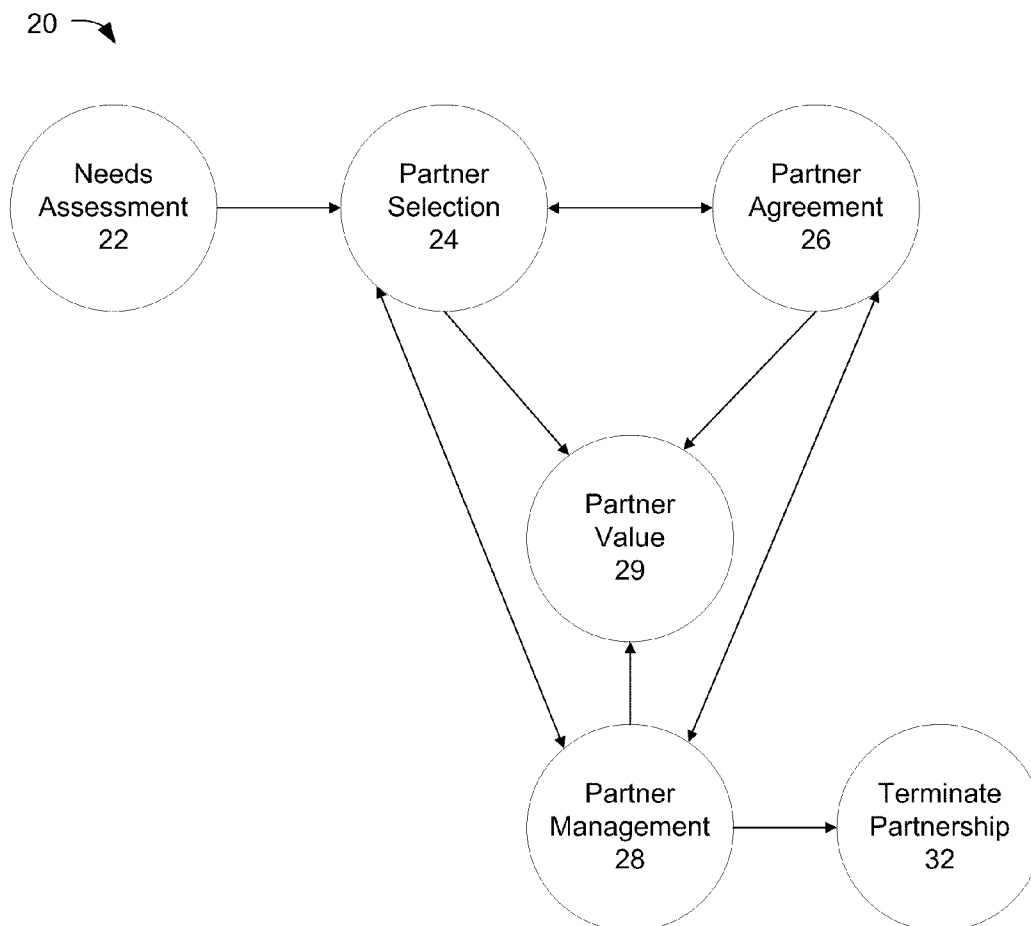 20
Needs
Assessment
22
Partner
Selection
24
Partner
Agreement
26
Partner
Value
29
Partner
Management
28
Terminate
Partnership
32